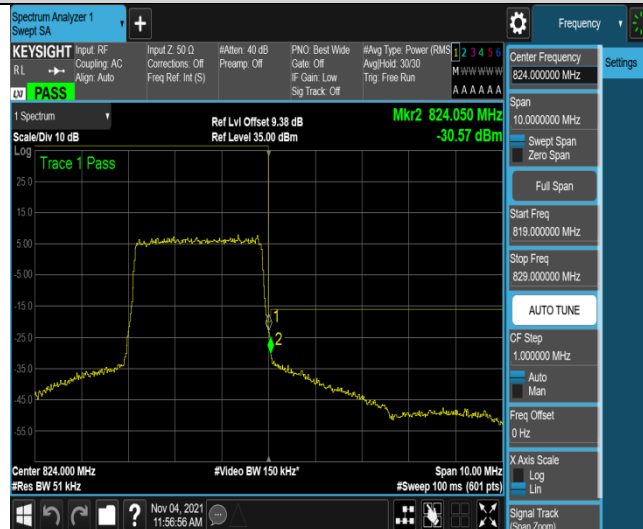 Spectrum Analyzer 1
Swept SA
+
Frequency
KEYSIGHT
RL
LXI PASS
Input: RF
Coupling: AC
Align: Auto
Input Z: 50 Ω
Corrections: Off
Freq Ref: Int (S)
#Atten: 40 dB
Preamp: Off
PNO: Best Wide
Gate: Off
IF Gain: Low
Sig Track: Off
#Avg Type: Power (RMS
Avg|Hold: 30/30
Trig: Free Run
1 2 3 4 5 6
M W W W W W
A A A A A A
1 Spectrum
Scale/Div 10 dB
Ref Lvl Offset 9.38 dB
Ref Level 35.00 dBm
Mkr2 824.050 MHz
-30.57 dBm
Log
Trace 1 Pass
25.0
15.0
5.00
-5.00
-15.0
-25.0
-35.0
-45.0
-55.0
1
2
Center 824.000 MHz
#Res BW 51 kHz
#Video BW 150 kHz*
Span 10.00 MHz
#Sweep 100 ms (601 pts)
Nov 04, 2021
11:56:56 AM
?
Center Frequency
824.000000 MHz
Settings
Span
10.0000000 MHz
Swept Span
Zero Span
Full Span
Start Freq
819.000000 MHz
Stop Freq
829.000000 MHz
AUTO TUNE
CF Step
1.000000 MHz
Auto
Man
Freq Offset
0 Hz
X Axis Scale
Log
Lin
Signal Track
(Span Zoom)